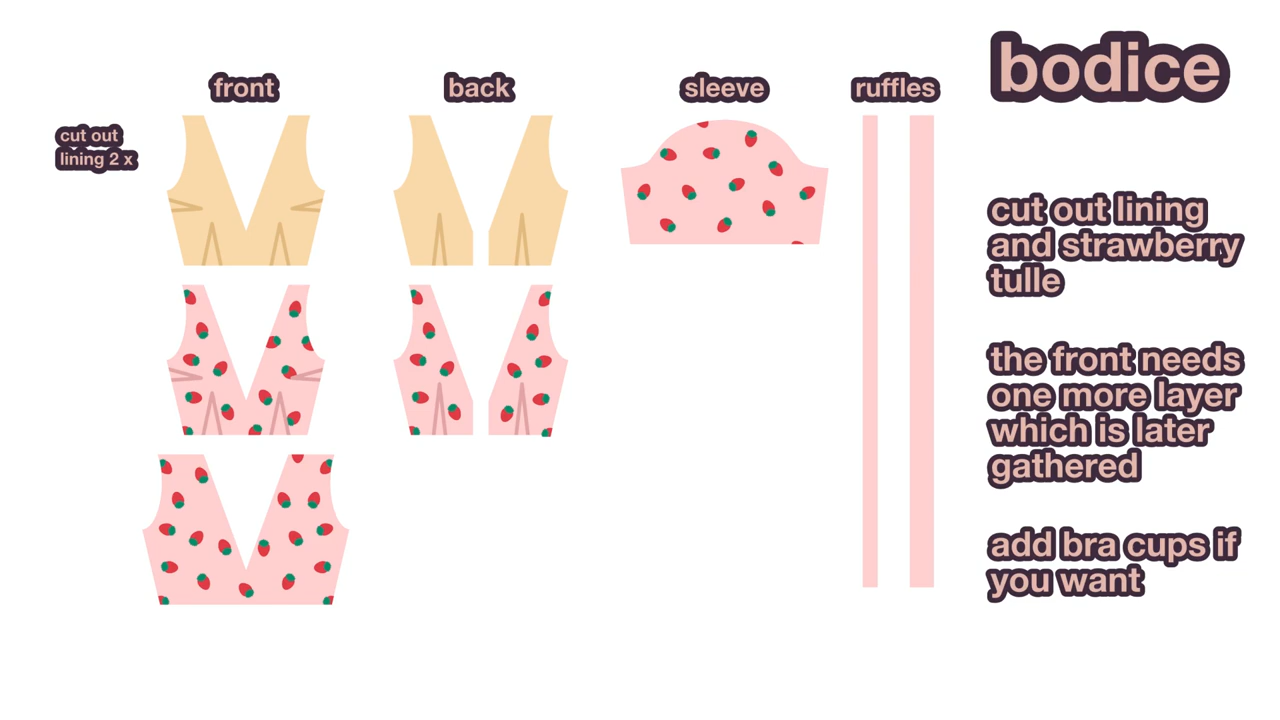 bodice
front
back
sleeve
ruffles
cut out
lining 2 x
cut out lining
and strawberry
tulle
the front needs
one more layer
which is later
gathered
add bra cups if
you want